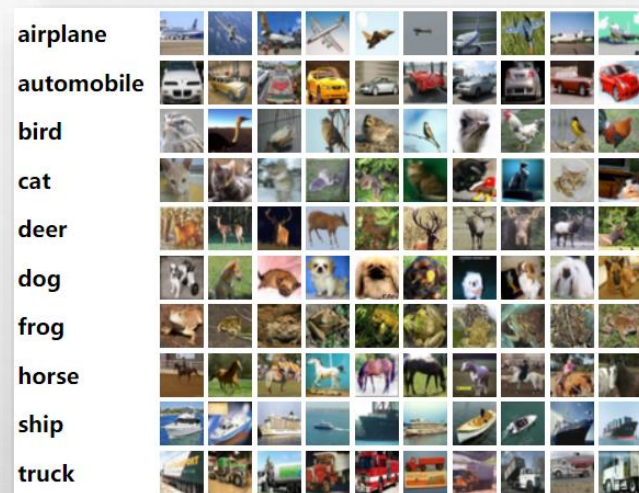 airplane
automobile
bird
cat
deer
dog
frog
horse
ship
truck